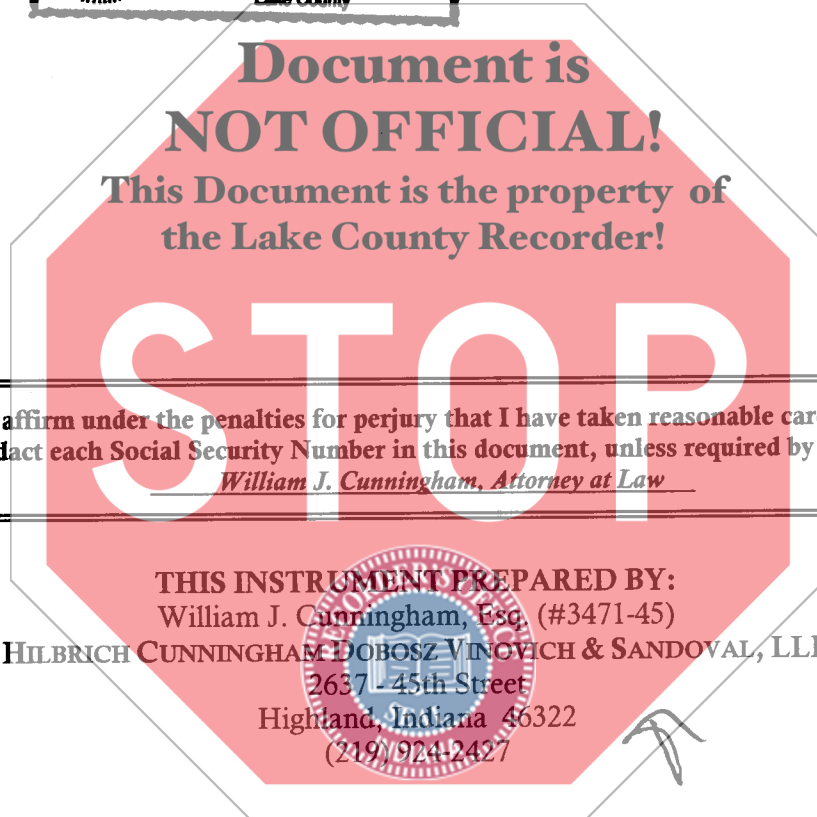 Lake County
Document is
NOT OFFICIAL!
This Document is the property of
the Lake County Recorder!
STOP
affirm under the penalties for perjury that I have taken reasonable car
dact each Social Security Number in this document, unless required by
William J. Cunningham, Attorney at Law
THIS INSTRUMENT PREPARED BY:
William J. Cunningham, Esq. (#3471-45)
HILBRICH CUNNINGHAM DOBOSZ VINOVICH & SANDOVAL, LLP
2637 - 45th Street
Highland, Indiana 46322
(219) 924-2427